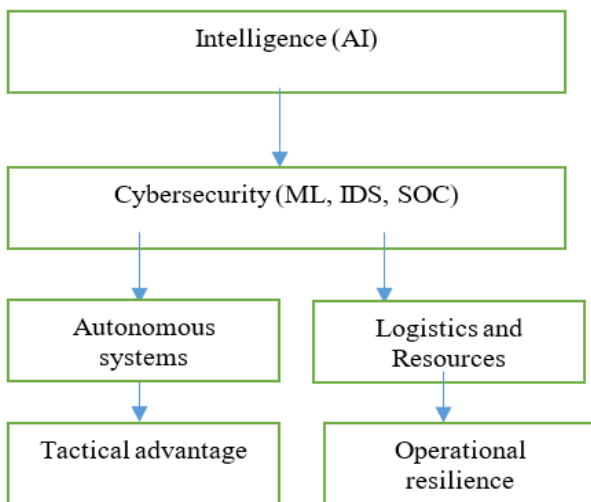 Intelligence (AI)
Cybersecurity (ML, IDS, SOC)
Autonomous
systems
Logistics and
Resources
Tactical advantage
Operational
resilience